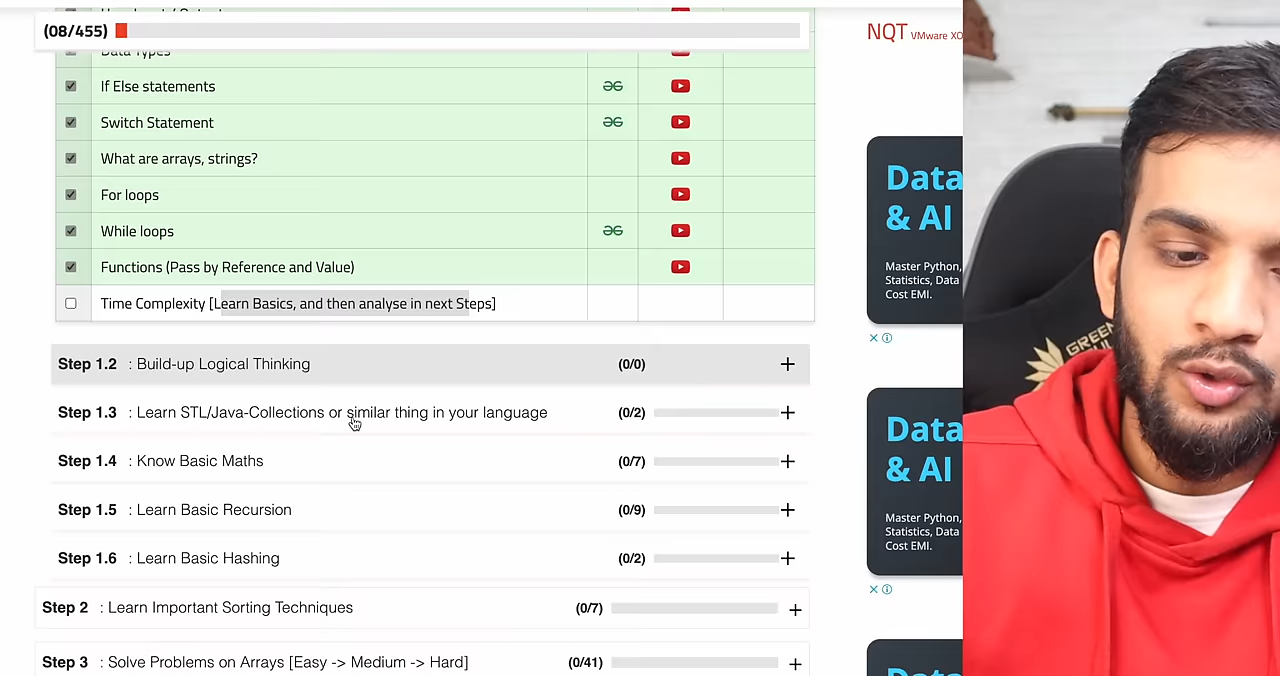 (08/455)
NQT VMware XO
Data Types
If Else statements
Switch Statement
What are arrays, strings?
For loops
While loops
Functions (Pass by Reference and Value)
Time Complexity [Learn Basics, and then analyse in next Steps]
Step 1.2 : Build-up Logical Thinking (0/0) +
Step 1.3 : Learn STL/Java-Collections or similar thing in your language (0/2) +
Step 1.4 : Know Basic Maths (0/7) +
Step 1.5 : Learn Basic Recursion (0/9) +
Step 1.6 : Learn Basic Hashing (0/2) +
Step 2 : Learn Important Sorting Techniques (0/7) +
Step 3 : Solve Problems on Arrays [Easy -> Medium -> Hard] (0/41) +
Data
& AI
Master Python,
Statistics, Data
Cost EMI.
Data
& AI
Master Python,
Statistics, Data
Cost EMI.
Data
GREEN